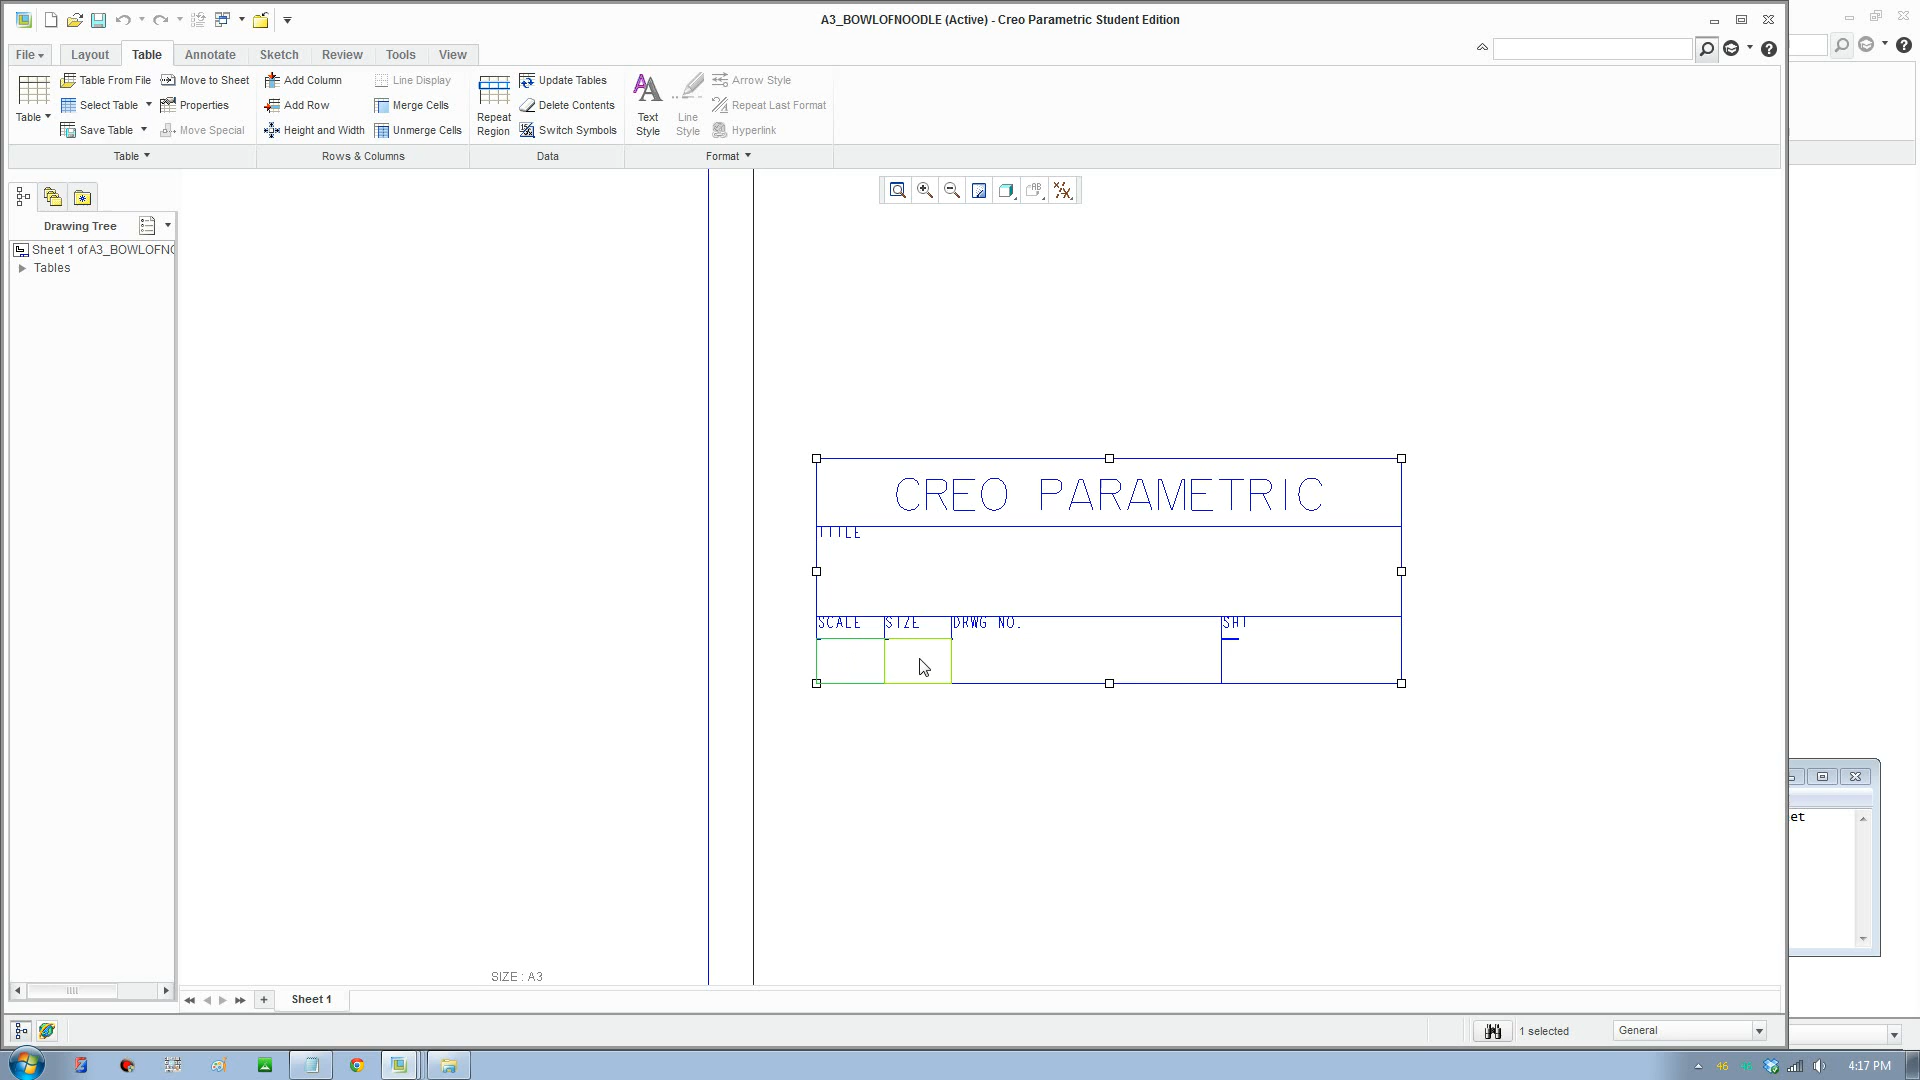 A3_BOWLOFNOODLE (Active) - Creo Parametric Student Edition
File Layout Table Annotate Sketch Review Tools View
Table From File Move to Sheet Add Column Line Display Update Tables Arrow Style
Select Table Properties Add Row Merge Cells Delete Contents Repeat Last Format
Table Save Table Move Special Height and Width Unmerge Cells Repeat Region Switch Symbols Text Style Line Style Hyperlink
Table Rows & Columns Data Format
Drawing Tree
Sheet 1 of A3_BOWLOFNO
Tables
CREO PARAMETRIC
TITLE
SCALE SIZE DRWG NO. SHT
et
SIZE : A3
Sheet 1
1 selected General
46
4:17 PM